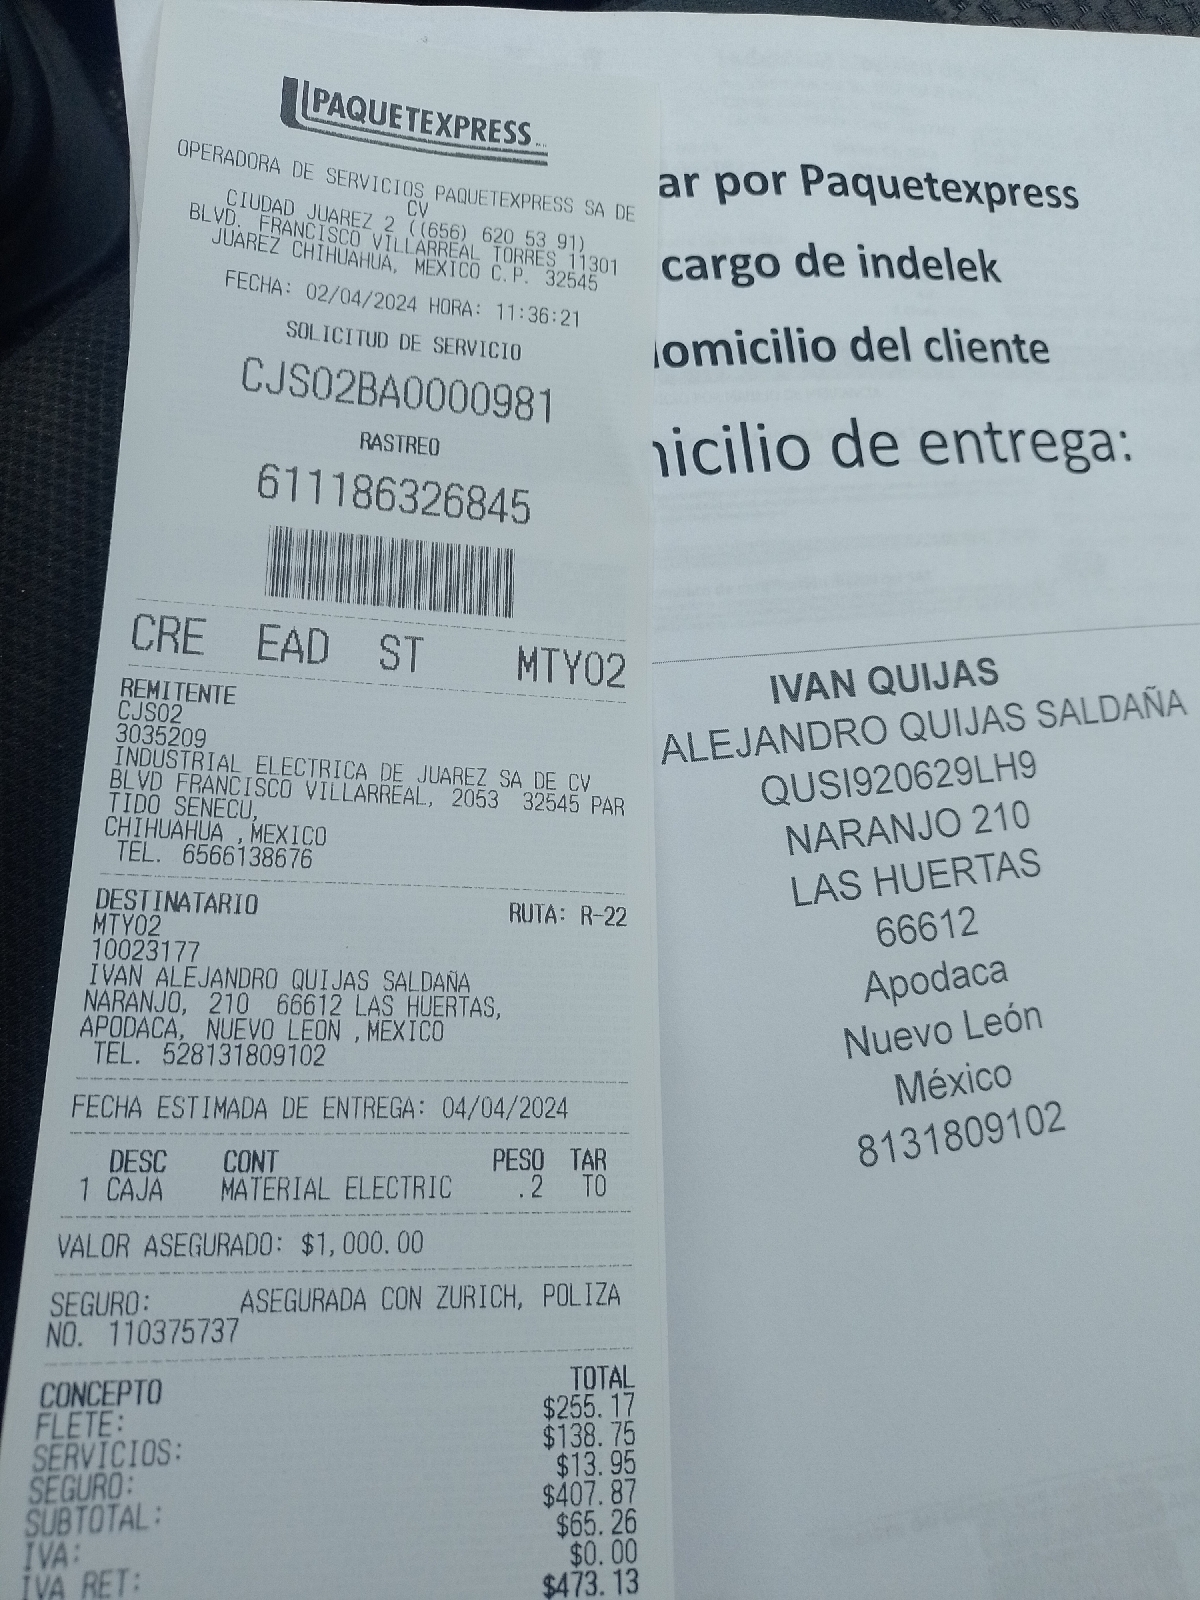 PAQUETEXPRESS
OPERADORA DE SERVICIOS PAQUETEXPRESS SA DE
CV
CIUDAD JUAREZ 2 ((656) 620 53 91)
BLVD. FRANCISCO VILLARREAL TORRES 11301
JUAREZ CHIHUAHUA, MEXICO C.P. 32545
FECHA: 02/04/2024 HORA: 11:36:21
SOLICITUD DE SERVICIO
CJS02BA0000981
RASTREO
611186326845
CRE EAD ST MTY02
REMITENTE
CJS02
3035209
INDUSTRIAL ELECTRICA DE JUAREZ SA DE CV
BLVD FRANCISCO VILLARREAL, 2053 32545 PAR
TIDO SENECU,
CHIHUAHUA ,MEXICO
TEL. 6566138676
DESTINATARIO RUTA: R-22
MTY02
10023177
IVAN ALEJANDRO QUIJAS SALDAÑA
NARANJO, 210 66612 LAS HUERTAS,
APODACA, NUEVO LEON ,MEXICO
TEL. 528131809102
FECHA ESTIMADA DE ENTREGA: 04/04/2024
DESC CONT PESO TAR
1 CAJA MATERIAL ELECTRIC .2 T0
VALOR ASEGURADO: $1,000.00
SEGURO: ASEGURADA CON ZURICH, POLIZA
NO. 110375737
CONCEPTO TOTAL
FLETE: $255.17
SERVICIOS: $138.75
SEGURO: $13.95
SUBTOTAL: $407.87
IVA: $65.26
IVA RET: $0.00
$473.13
ar por Paquetexpress
cargo de indelek
omicilio del cliente
icilio de entrega:
IVAN QUIJAS
ALEJANDRO QUIJAS SALDAÑA
QUSI920629LH9
NARANJO 210
LAS HUERTAS
66612
Apodaca
Nuevo León
México
8131809102